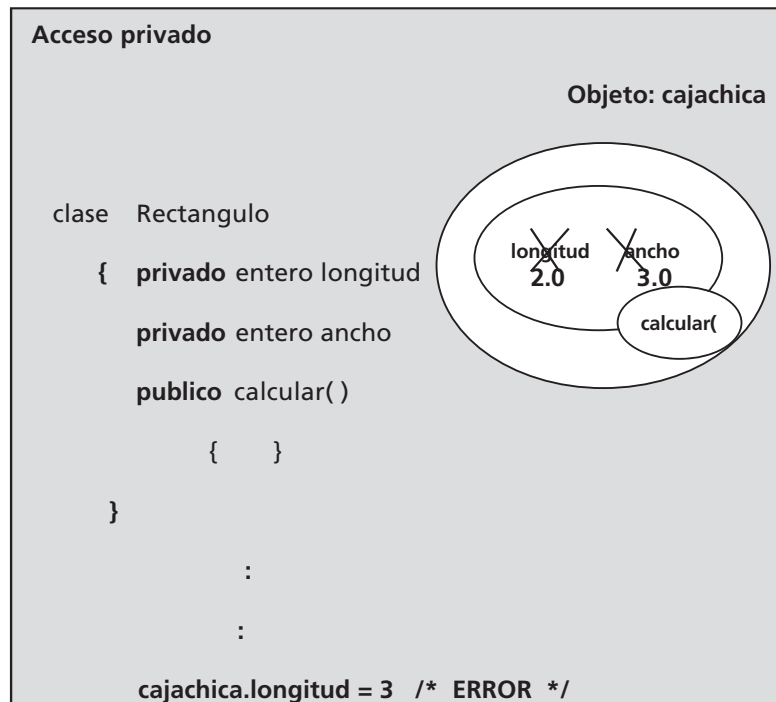 Acceso privado
Objeto: cajachica
clase Rectangulo
longitud ancho
{ privado entero longitud
2.0 3.0
privado entero ancho
calcular(
publico calcular( )
{ }
}
:
:
cajachica.longitud = 3 /* ERROR */